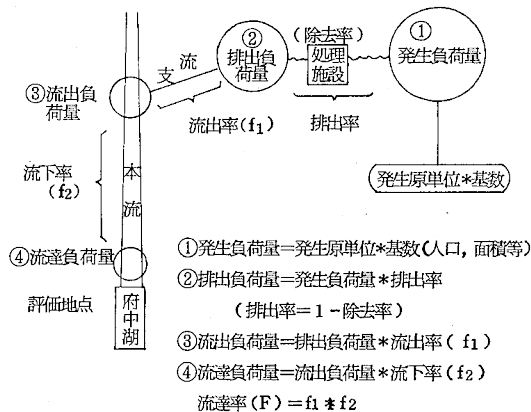 (除去率)
①
発生負荷量
②
排出負
荷量
処理
施設
支 流
③流出負
荷量
流出率(f₁)
排出率
流下率
(f₂)
本
流
発生原単位*基数
④流達負荷量
評価地点
府中湖
①発生負荷量=発生原単位*基数(人口,面積等)
②排出負荷量=発生負荷量*排出率
(排出率=1-除去率)
③流出負荷量=排出負荷量*流出率(f₁)
④流達負荷量=流出負荷量*流下率(f₂)
流達率(F)=f1*f2